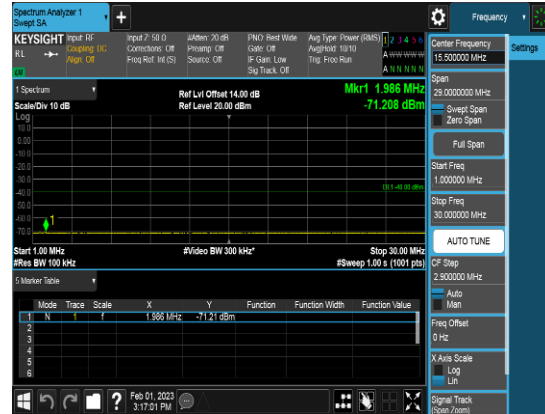 Spectrum Analyzer 1
Swept SA
+
Frequency
KEYSIGHT
RL
Input: RF
Coupling: DC
Align: Off
Input Z: 50 Ω
Corrections: Off
Freq Ref: Int (S)
#Atten: 20 dB
Preamp: Off
Source: Off
PNO: Best Wide
Gate: Off
IF Gain: Low
Sig Track: Off
Avg Type: Power (RMS)
Avg|Hold: 10/10
Trig: Free Run
1 2 3 4 5 6
A W W W W W
A N N N N N
1 Spectrum
Scale/Div 10 dB
Ref Lvl Offset 14.00 dB
Ref Level 20.00 dBm
Mkr1 1.986 MHz
-71.208 dBm
Log
10.0
0.00
-10.0
-20.0
-30.0
-40.0
-50.0
-60.0
-70.0
DL1 -40.00 dBm
1
Start 1.00 MHz
#Res BW 100 kHz
#Video BW 300 kHz*
Stop 30.00 MHz
#Sweep 1.00 s (1001 pts)
5 Marker Table
Mode Trace Scale X Y Function Function Width Function Value
1 N 1 f 1.986 MHz -71.21 dBm
2
3
4
5
6
Feb 01, 2023
3:17:01 PM
Center Frequency
15.500000 MHz
Settings
Span
29.0000000 MHz
Swept Span
Zero Span
Full Span
Start Freq
1.000000 MHz
Stop Freq
30.000000 MHz
AUTO TUNE
CF Step
2.900000 MHz
Auto
Man
Freq Offset
0 Hz
X Axis Scale
Log
Lin
Signal Track
(Span Zoom)